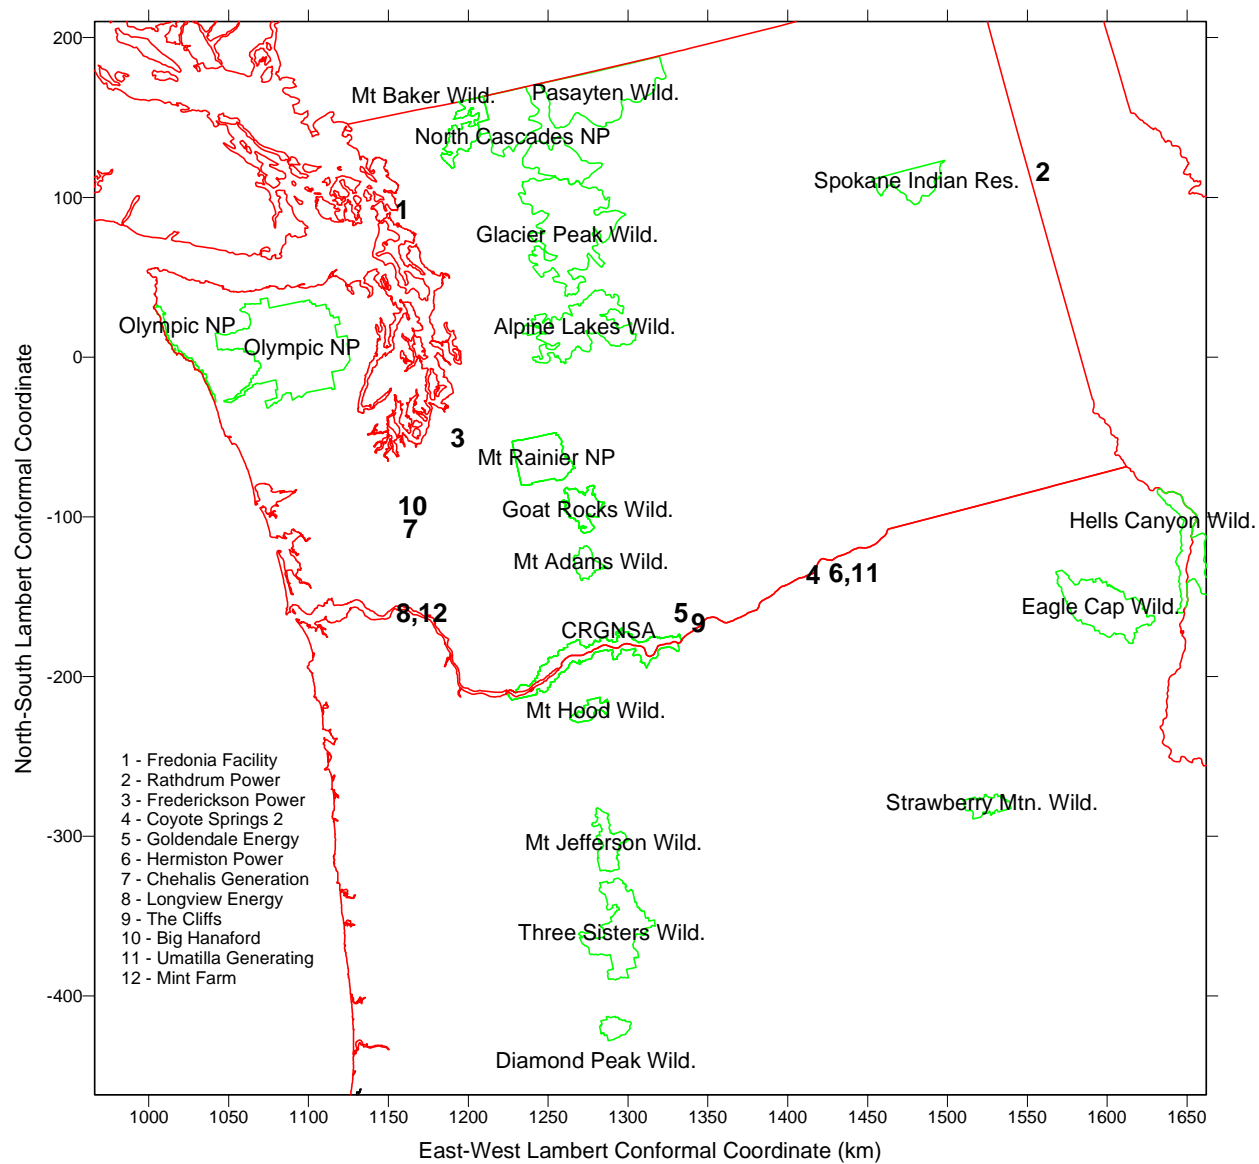 200
Mt Baker Wild.
Pasayten Wild.
North Cascades NP
2
Spokane Indian Res.
100
1
Glacier Peak Wild.
Olympic NP
Alpine Lakes Wild.
Olympic NP
0
3
Mt Rainier NP
10
Goat Rocks Wild.
-100
7
Hells Canyon Wild.
Mt Adams Wild.
4
6,11
8,12
5
9
Eagle Cap Wild.
CRGNSA
-200
Mt Hood Wild.
North-South Lambert Conformal Coordinate
1 - Fredonia Facility
2 - Rathdrum Power
3 - Frederickson Power
4 - Coyote Springs 2
5 - Goldendale Energy
6 - Hermiston Power
7 - Chehalis Generation
8 - Longview Energy
9 - The Cliffs
10 - Big Hanaford
11 - Umatilla Generating
12 - Mint Farm
Strawberry Mtn. Wild.
-300
Mt Jefferson Wild.
Three Sisters Wild.
-400
Diamond Peak Wild.
1000 1050 1100 1150 1200 1250 1300 1350 1400 1450 1500 1550 1600 1650
East-West Lambert Conformal Coordinate (km)